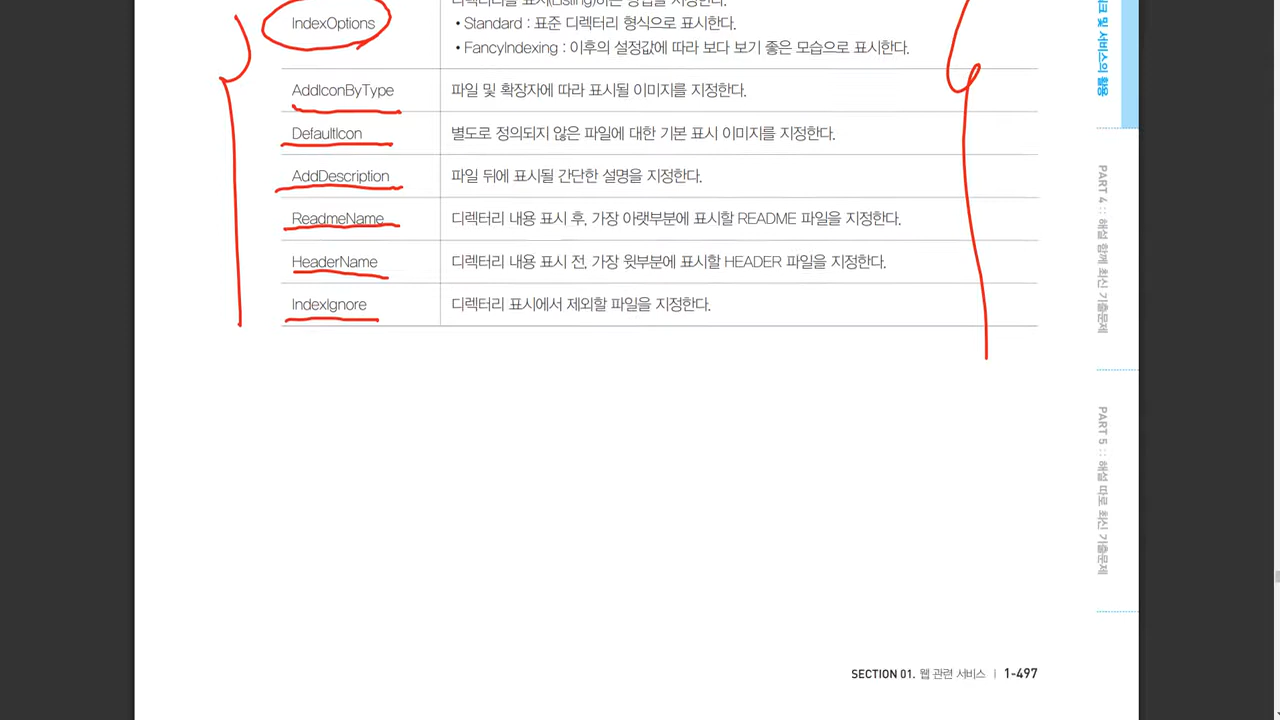 IndexOptions
• Standard : 표준 디렉터리 형식으로 표시한다.
• FancyIndexing : 이후의 설정값에 따라 보다 보기 좋은 모습으로 표시한다.
AddIconByType 파일 및 확장자에 따라 표시될 이미지를 지정한다.
DefaultIcon 별도로 정의되지 않은 파일에 대한 기본 표시 이미지를 지정한다.
AddDescription 파일 뒤에 표시될 간단한 설명을 지정한다.
ReadmeName 디렉터리 내용 표시 후, 가장 아랫부분에 표시할 README 파일을 지정한다.
HeaderName 디렉터리 내용 표시 전, 가장 윗부분에 표시할 HEADER 파일을 지정한다.
IndexIgnore 디렉터리 표시에서 제외할 파일을 지정한다.
및 서비스의 활용
PART 4 :: 해설 함께 최신 기출문제
PART 5 :: 해설 따로 최신 기출문제
SECTION 01. 웹 관련 서비스 | 1-497